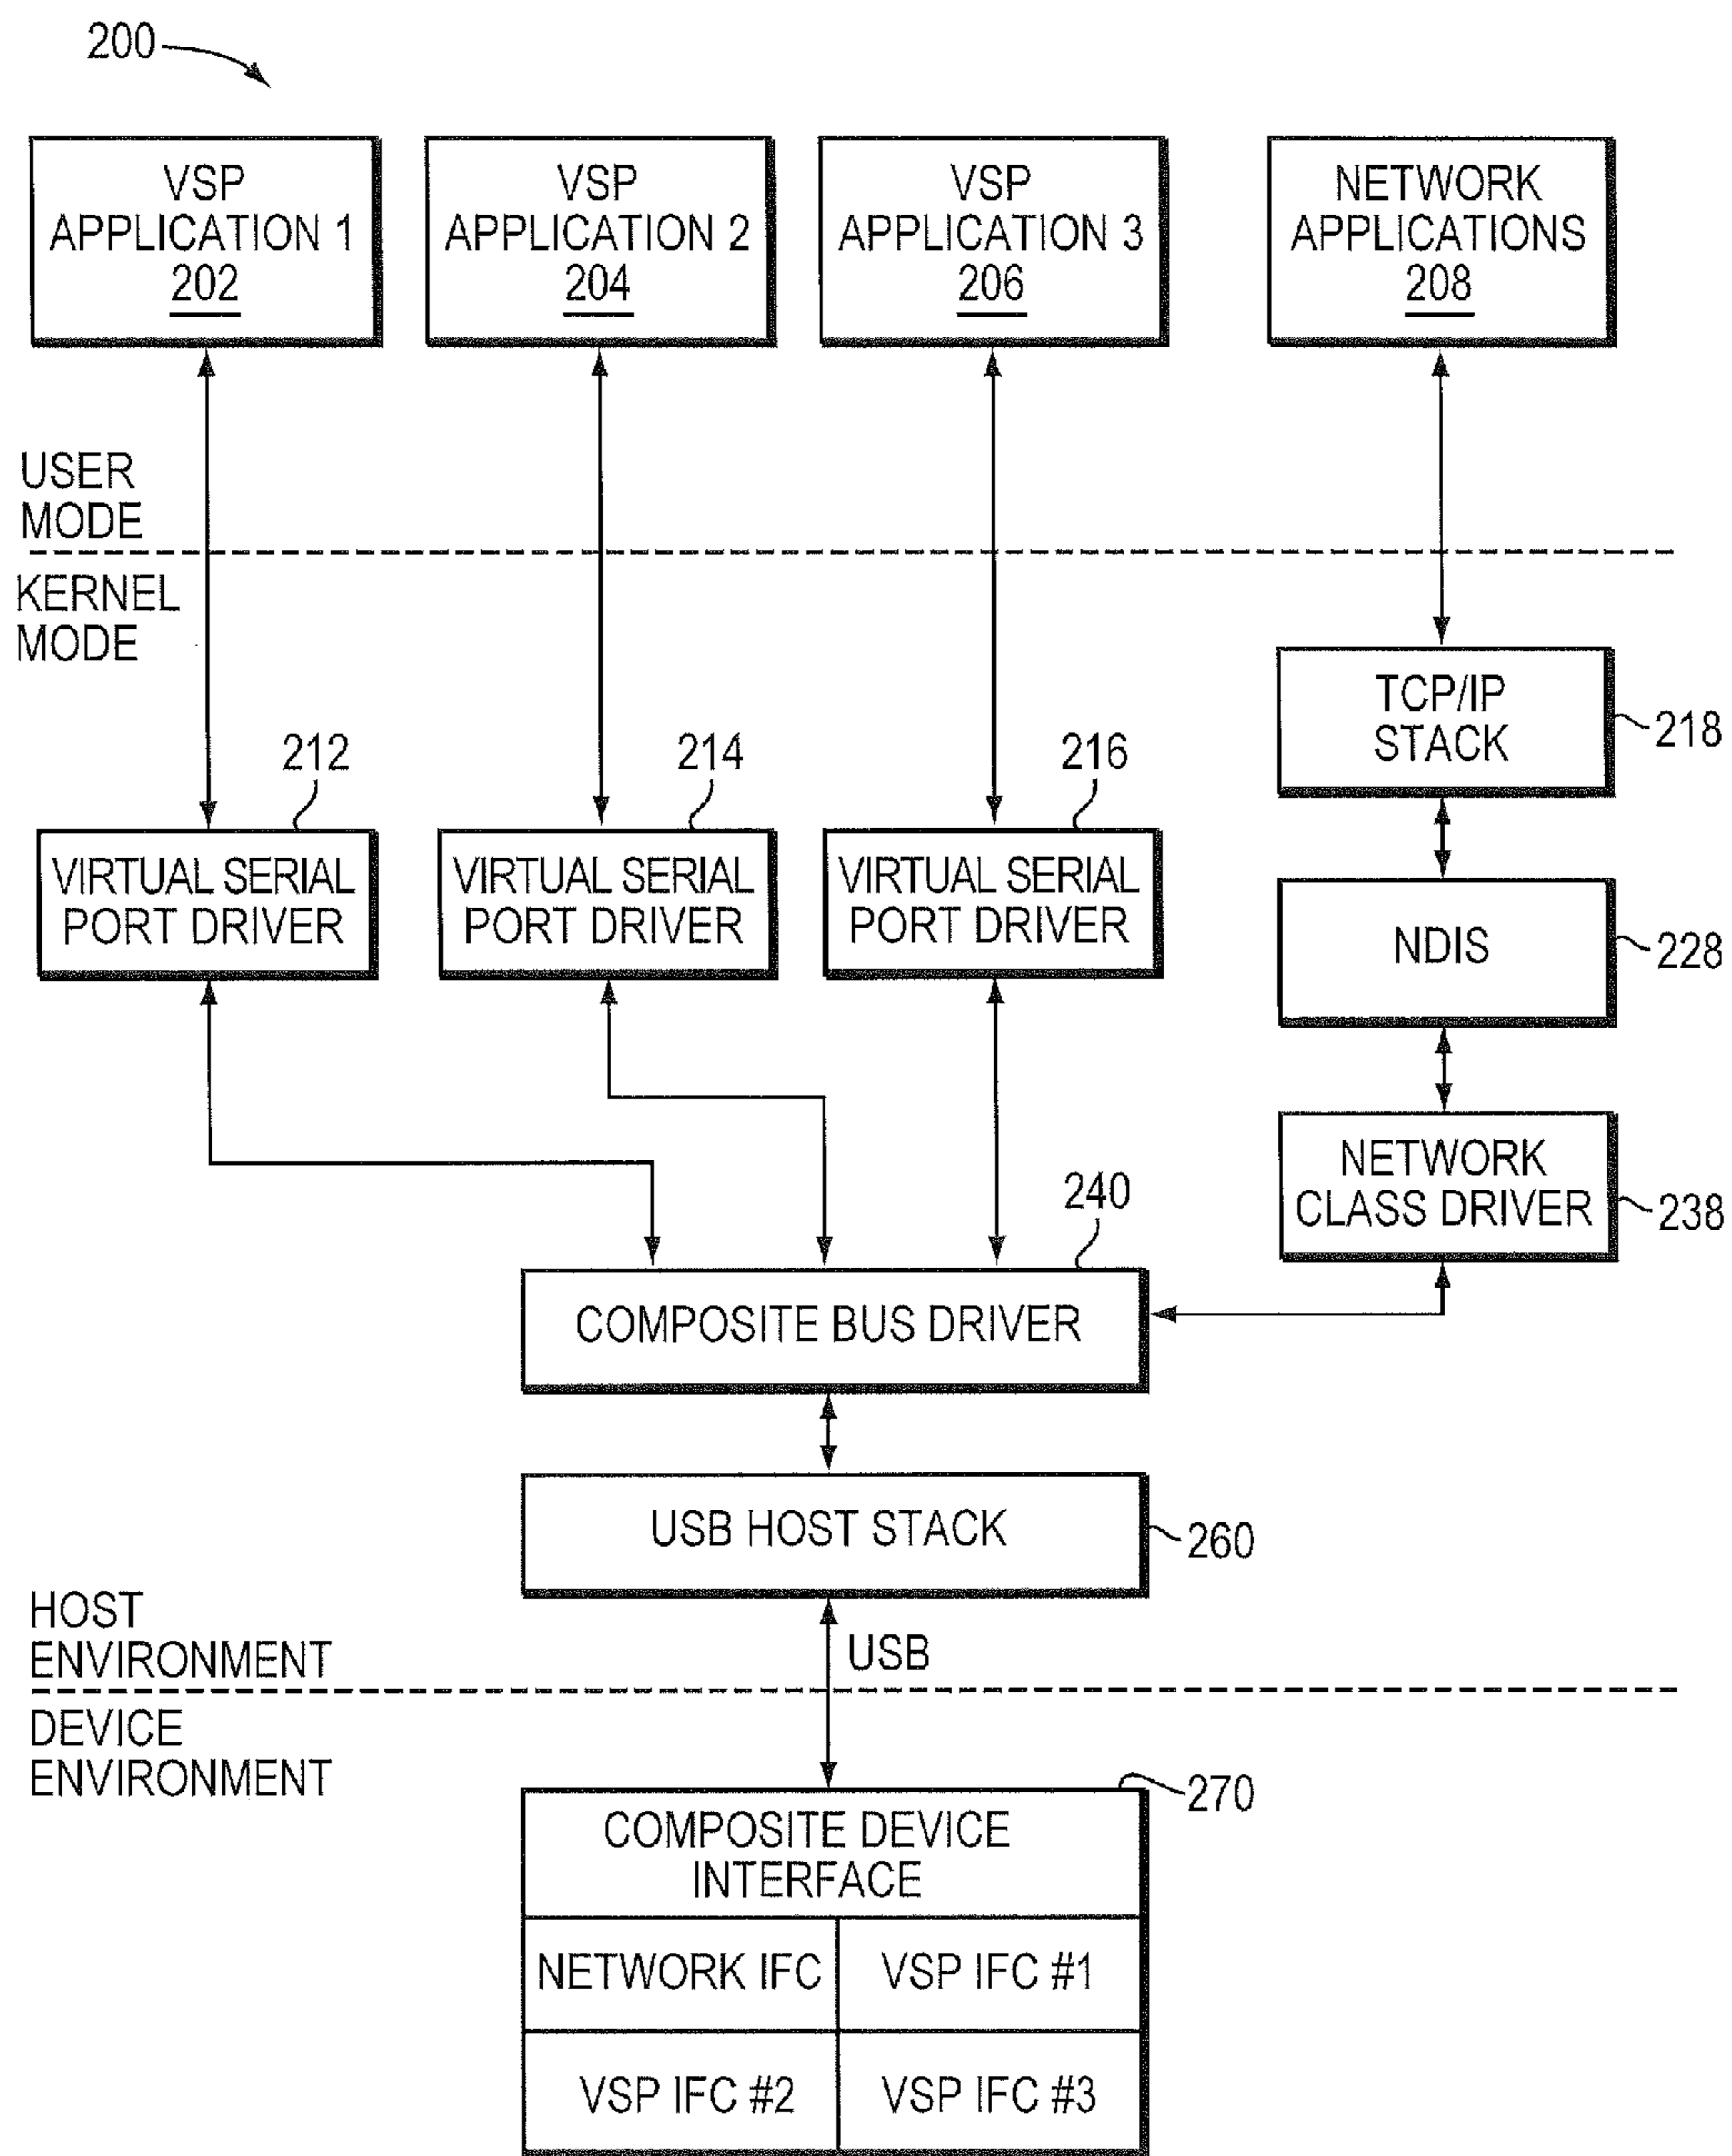 200
VSP
APPLICATION 1
202
VSP
APPLICATION 2
204
VSP
APPLICATION 3
206
NETWORK
APPLICATIONS
208
USER
MODE
KERNEL
MODE
TCP/IP
STACK
218
212
214
216
VIRTUAL SERIAL
PORT DRIVER
VIRTUAL SERIAL
PORT DRIVER
VIRTUAL SERIAL
PORT DRIVER
NDIS
228
NETWORK
CLASS DRIVER
238
240
COMPOSITE BUS DRIVER
USB HOST STACK
260
HOST
ENVIRONMENT
USB
DEVICE
ENVIRONMENT
270
COMPOSITE DEVICE
INTERFACE
NETWORK IFC
VSP IFC #1
VSP IFC #2
VSP IFC #3